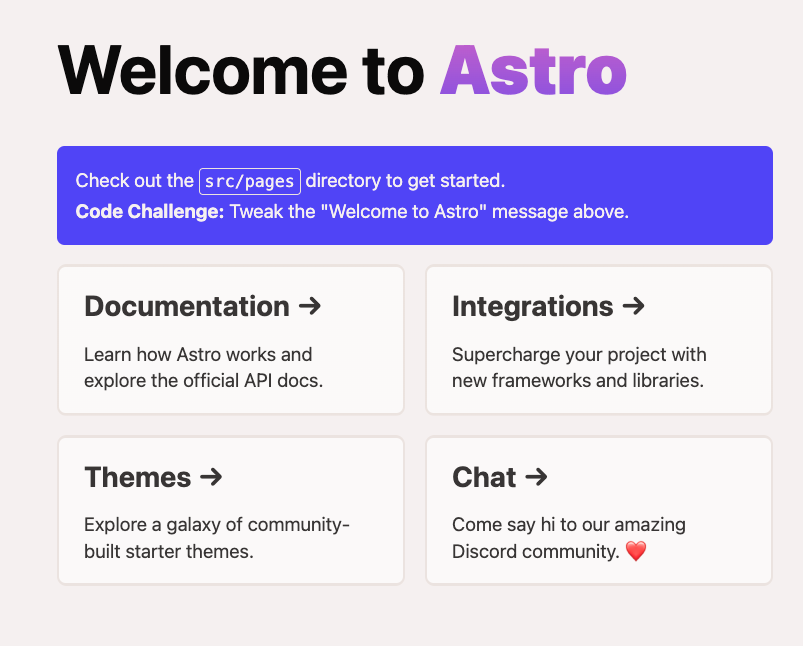 Welcome to Astro
Check out the src/pages directory to get started.
Code Challenge: Tweak the "Welcome to Astro" message above.
Documentation →
Learn how Astro works and
explore the official API docs.
Integrations →
Supercharge your project with
new frameworks and libraries.
Themes →
Explore a galaxy of community-
built starter themes.
Chat →
Come say hi to our amazing
Discord community. ❤️